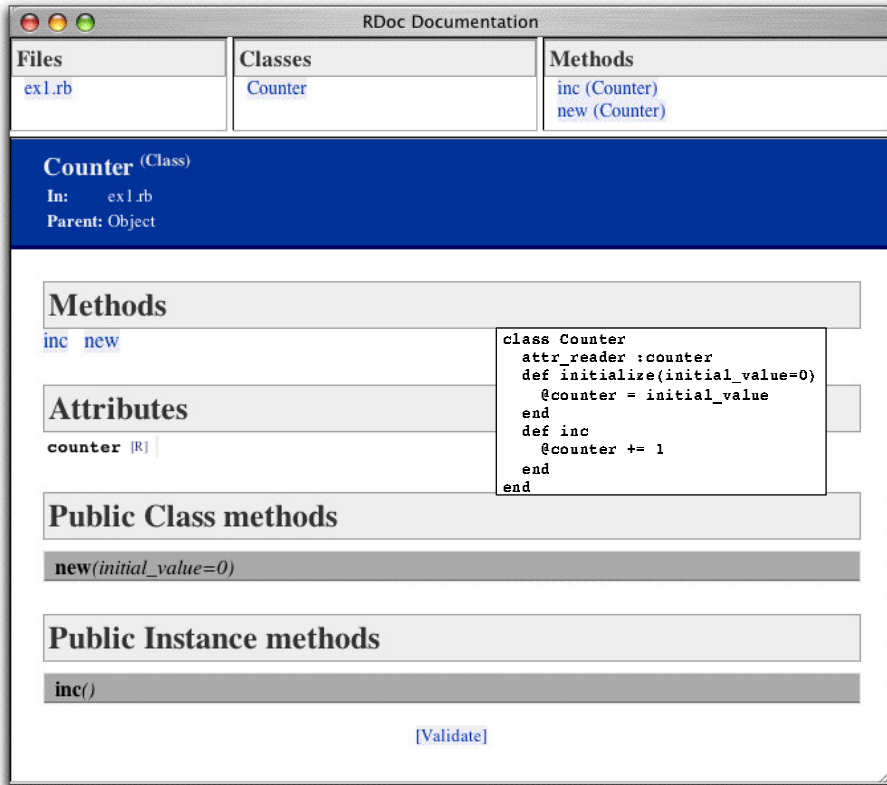 RDoc Documentation
Files
ex1.rb
Classes
Counter
Methods
inc (Counter)
new (Counter)
Counter (Class)
In: ex1.rb
Parent: Object
Methods
inc new
class Counter
attr_reader :counter
def initialize(initial_value=0)
@counter = initial_value
end
def inc
@counter += 1
end
end
Attributes
counter [R]
Public Class methods
new(initial_value=0)
Public Instance methods
inc()
[Validate]